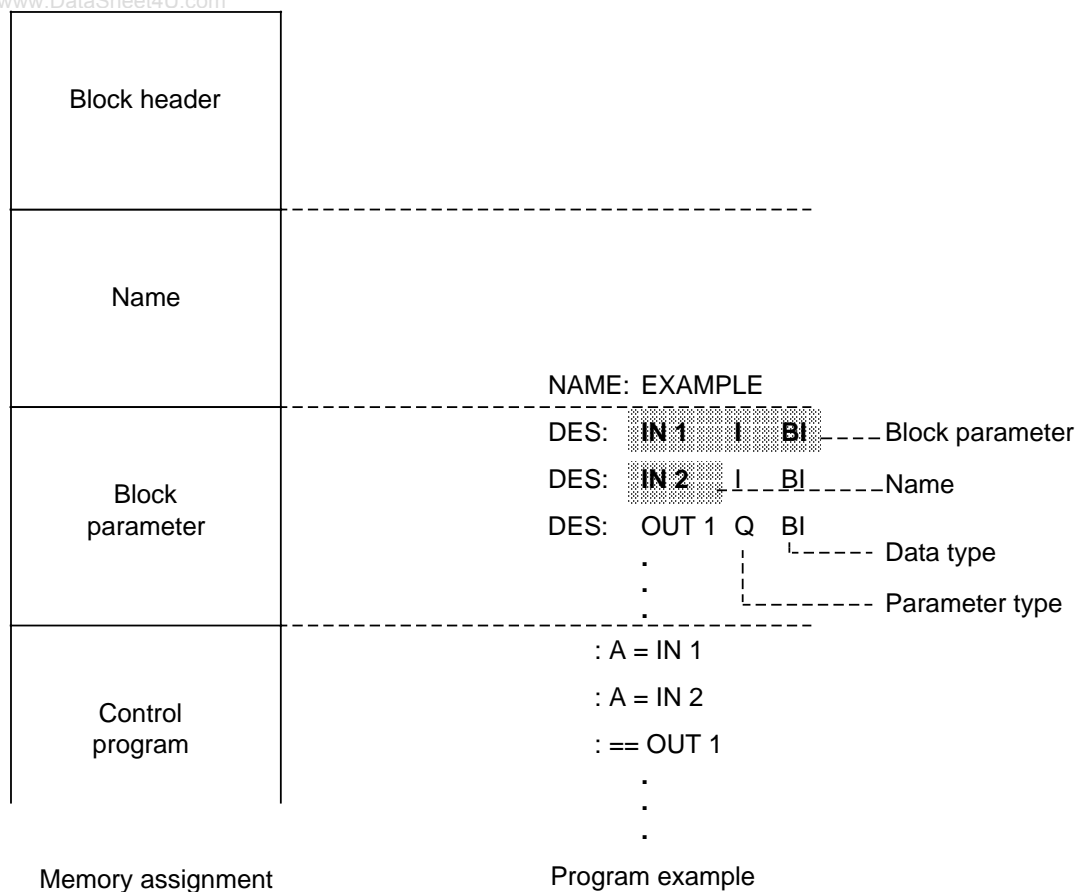 www.DataSheet4U.com
Block header
Name
NAME: EXAMPLE
DES: IN 1 I BI Block parameter
DES: IN 2 I BI Name
DES: OUT 1 Q BI
Data type
Parameter type
Block
parameter
: A = IN 1
: A = IN 2
: == OUT 1
Control
program
Memory assignment
Program example